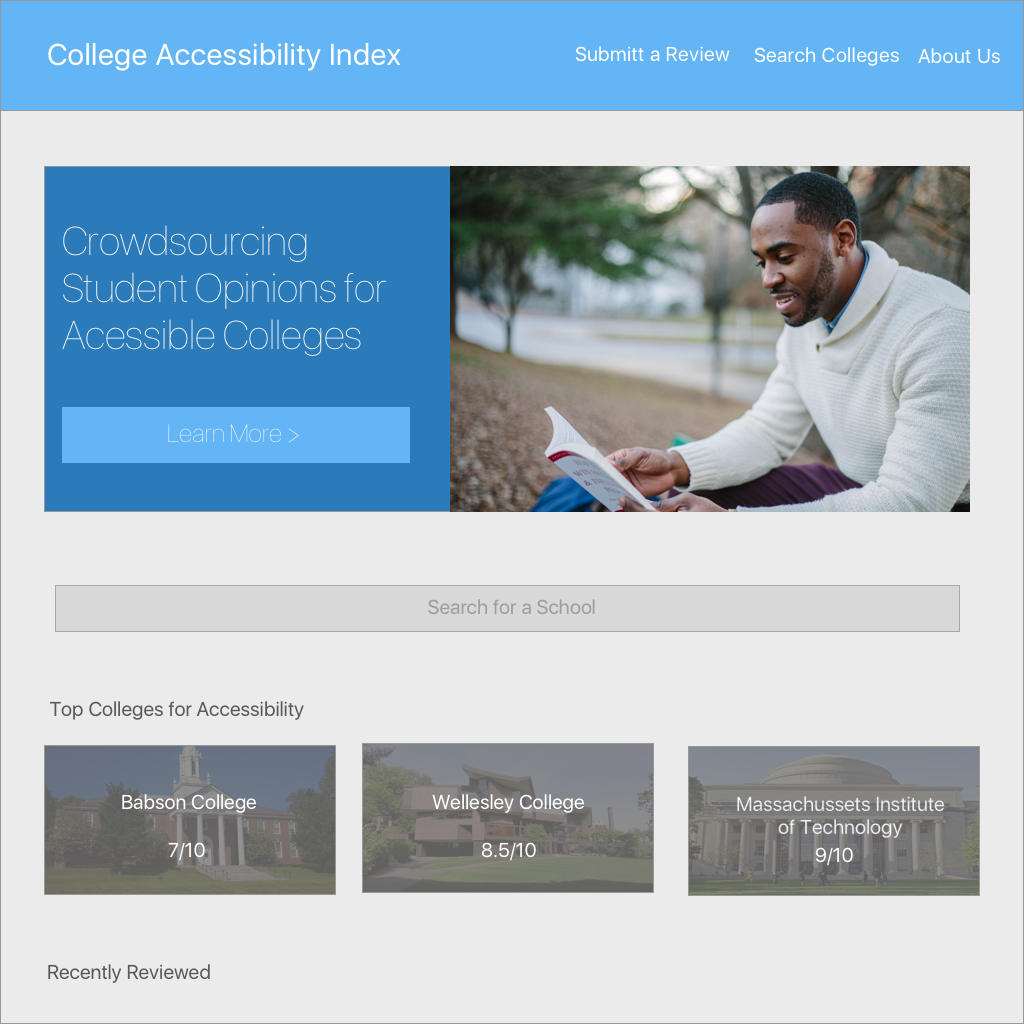 College Accessibility Index
Submitt a Review
Search Colleges
About Us
Crowdsourcing
Student Opinions for
Acessible Colleges
Learn More >
Search for a School
Top Colleges for Accessibility
Babson College
7/10
Wellesley College
8.5/10
Massachussets Institute
of Technology
9/10
Recently Reviewed